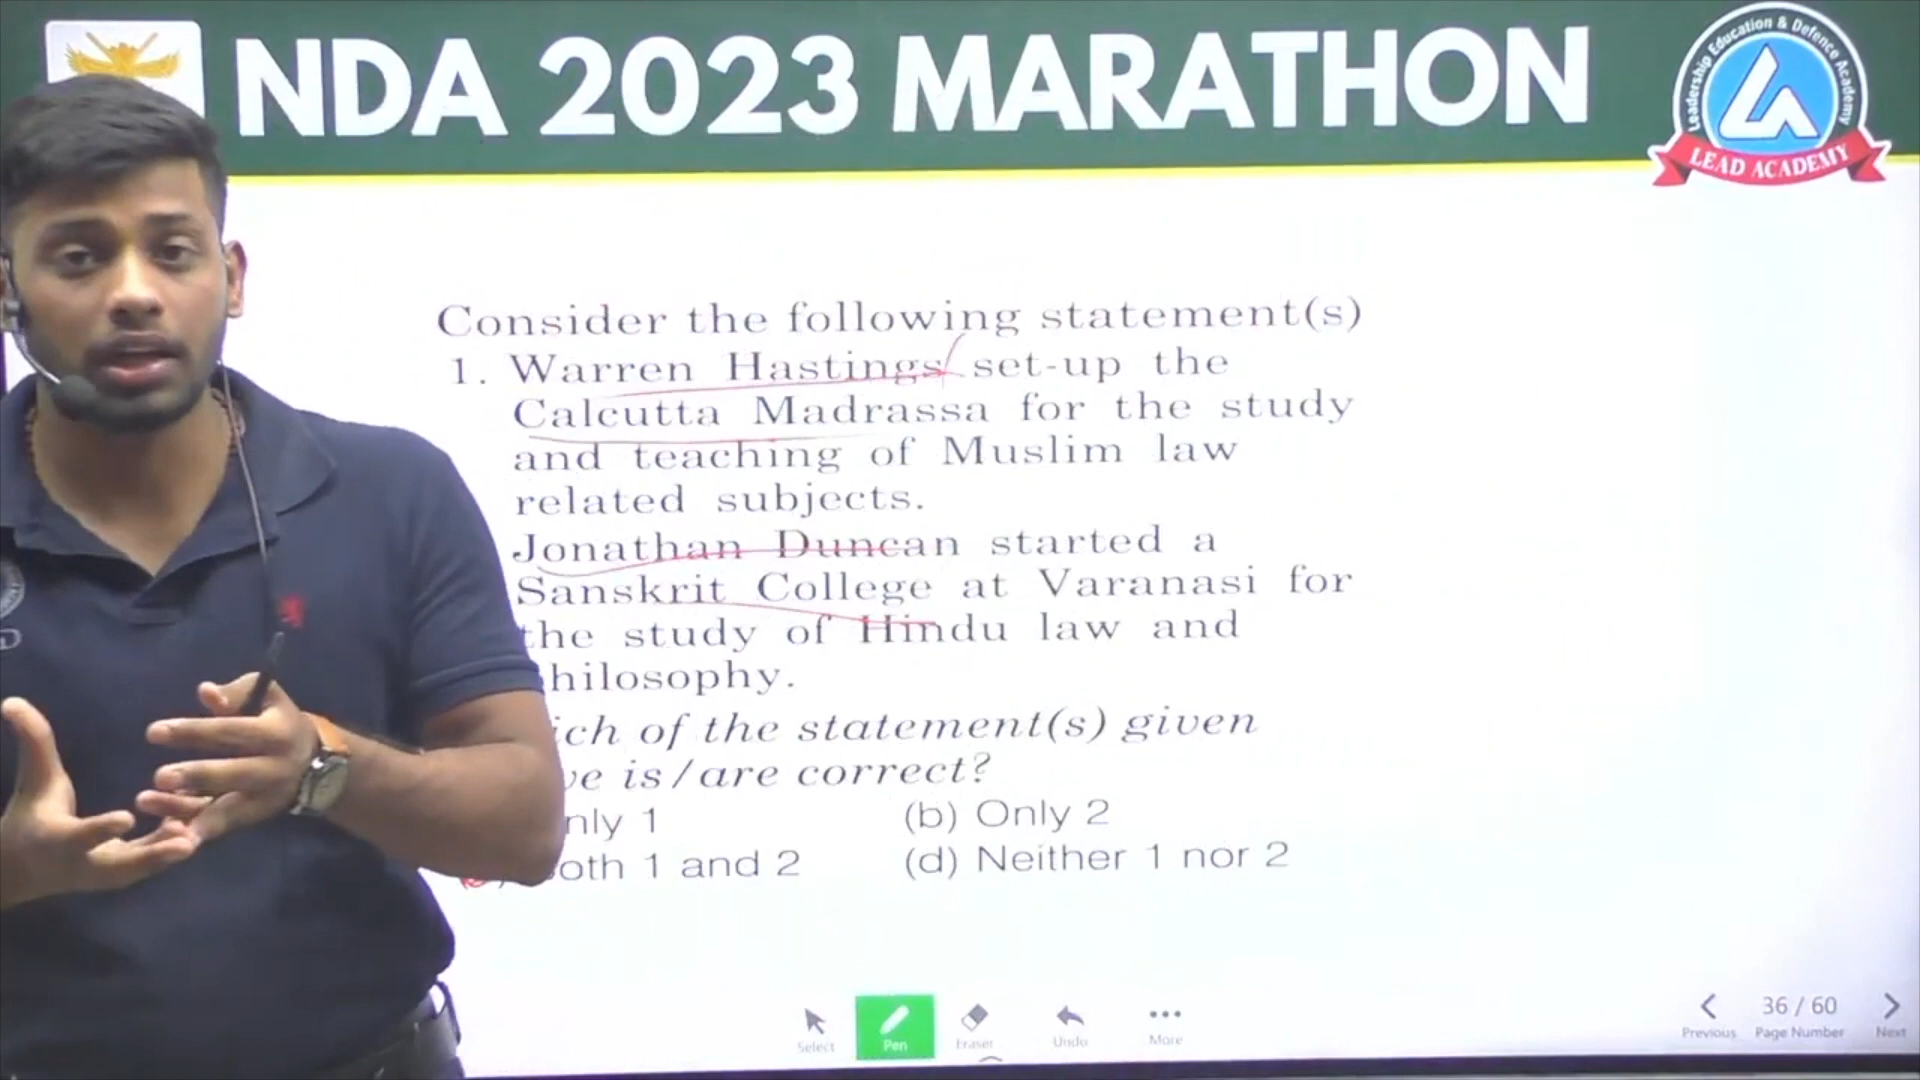 NDA 2023 MARATHON
Leadership Education & Defence Academy
LEAD ACADEMY
Consider the following statement(s)
1. Warren Hastings set-up the
Calcutta Madrassa for the study
and teaching of Muslim law
related subjects.
Jonathan Duncan started a
Sanskrit College at Varanasi for
the study of Hindu law and
hilosophy.
ich of the statement(s) given
ve is/are correct?
nly 1 (b) Only 2
oth 1 and 2 (d) Neither 1 nor 2
Select Pen Eraser Undo More
36 / 60
Previous Page Number Next